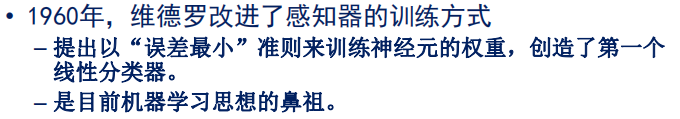 • 1960年，维德罗改进了感知器的训练方式
– 提出以“误差最小”准则来训练神经元的权重，创造了第一个
线性分类器。
– 是目前机器学习思想的鼻祖。